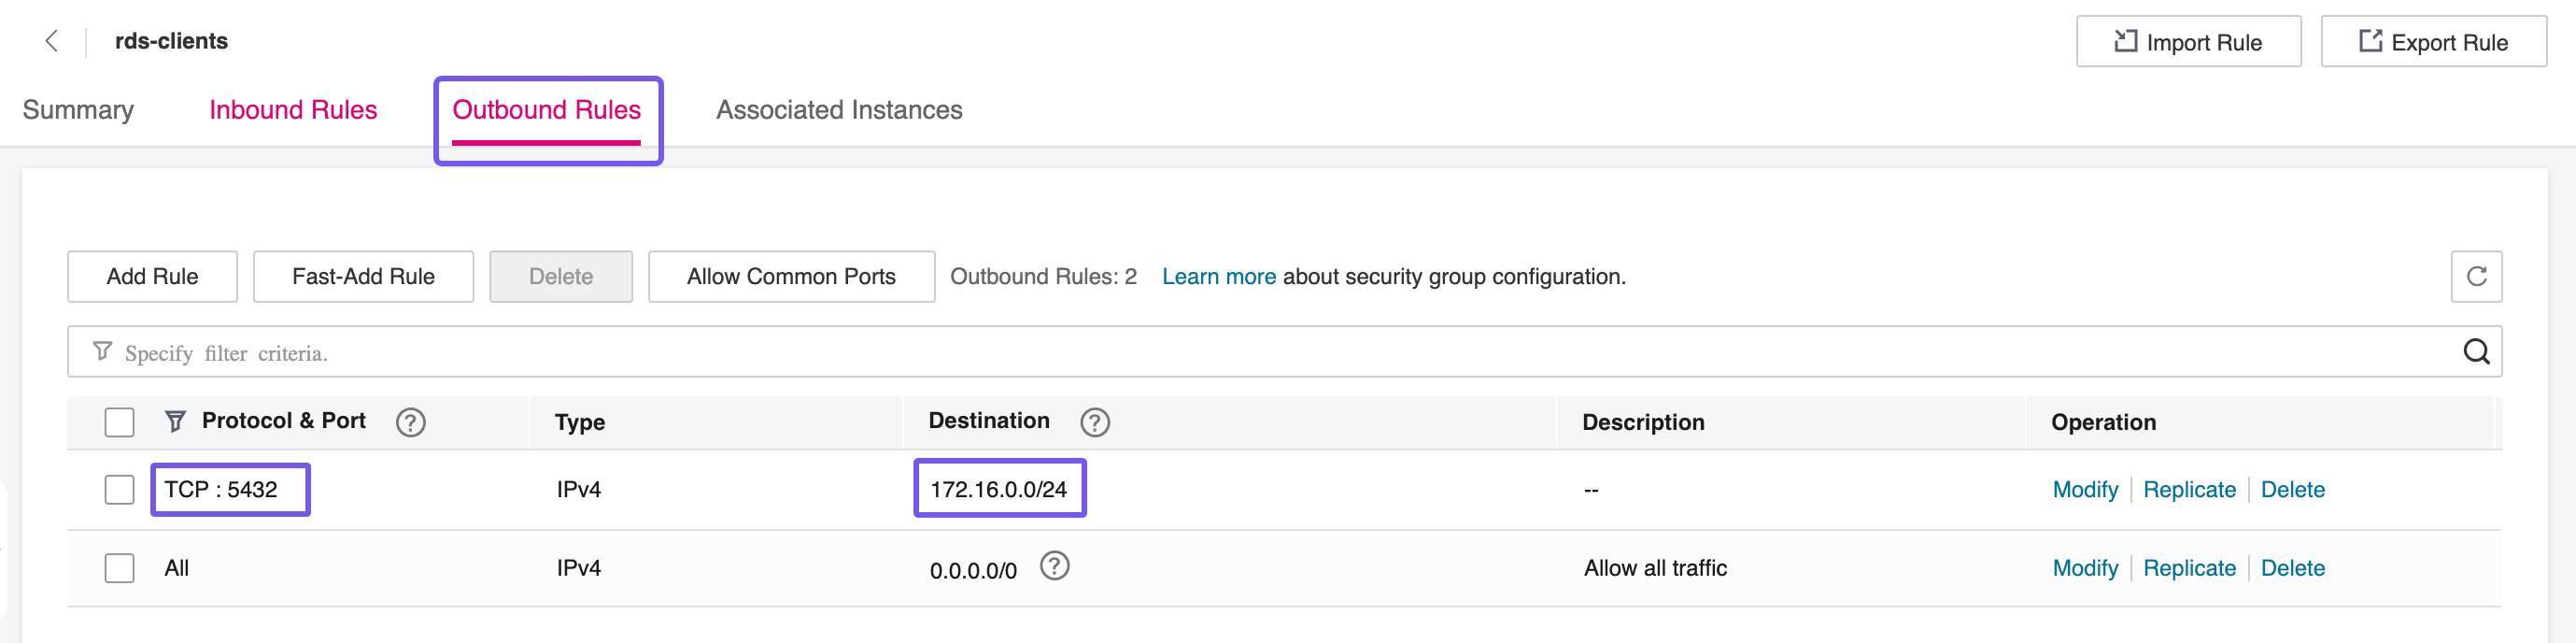 rds-clients
Import Rule
Export Rule
Summary
Inbound Rules
Outbound Rules
Associated Instances
Add Rule
Fast-Add Rule
Delete
Allow Common Ports
Outbound Rules: 2
Learn more about security group configuration.
Specify filter criteria.
Protocol & Port
Type
Destination
Description
Operation
TCP : 5432
IPv4
172.16.0.0/24
--
Modify
Replicate
Delete
All
IPv4
0.0.0.0/0
Allow all traffic
Modify
Replicate
Delete